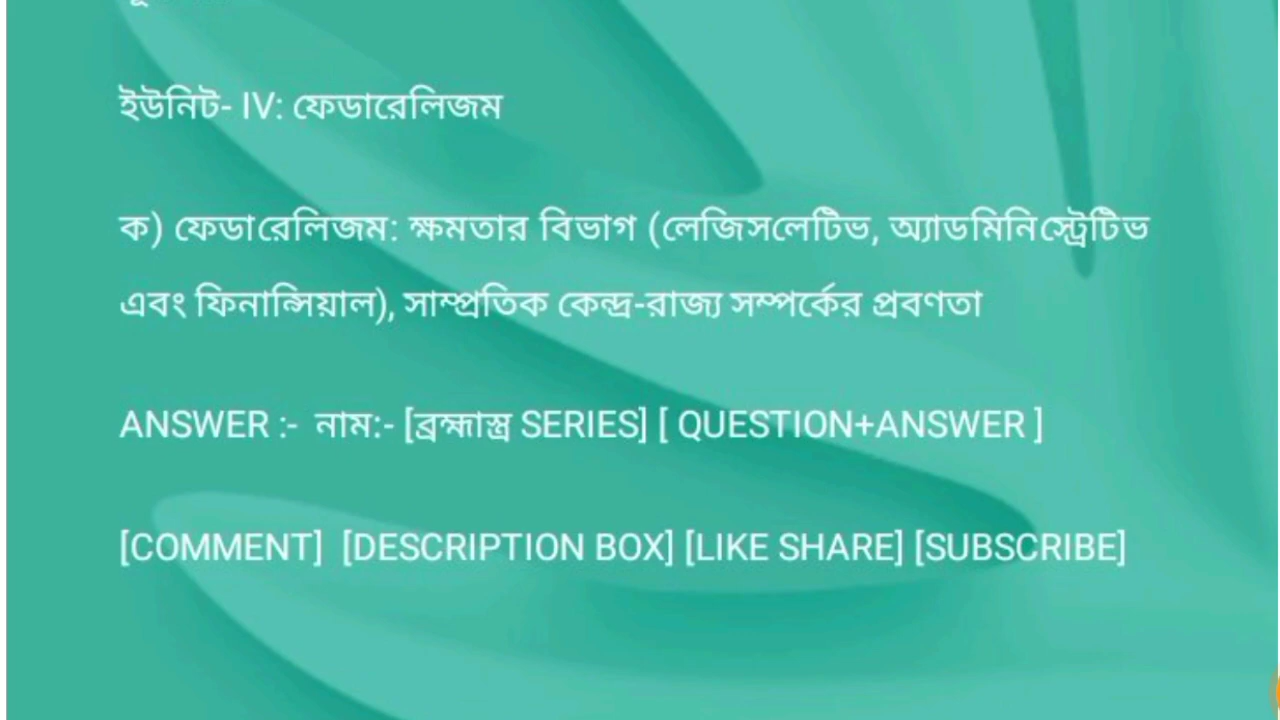 ইউনিট- IV: ফেডারেলিজম
ক) ফেডারেলিজম: ক্ষমতার বিভাগ (লেজিসলেটিভ, অ্যাডমিনিস্ট্রেটিভ
এবং ফিনান্সিয়াল), সাম্প্রতিক কেন্দ্র-রাজ্য সম্পর্কের প্রবণতা
ANSWER :- নাম:- [ব্রহ্মাস্ত্র SERIES] [ QUESTION+ANSWER ]
[COMMENT] [DESCRIPTION BOX] [LIKE SHARE] [SUBSCRIBE]